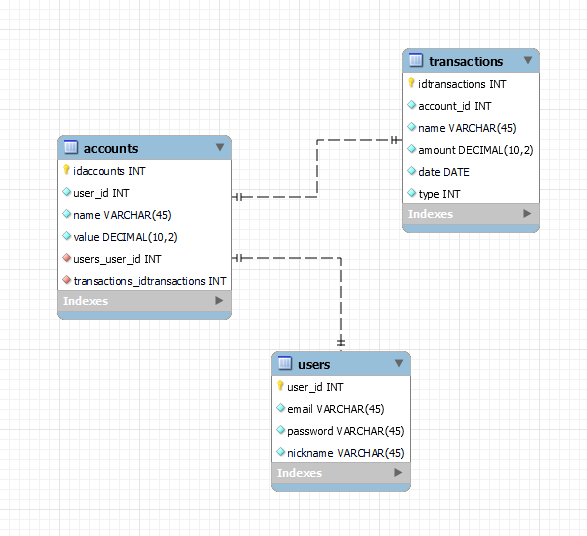 transactions
idtransactions INT
account_id INT
name VARCHAR(45)
amount DECIMAL(10,2)
date DATE
type INT
Indexes
accounts
idaccounts INT
user_id INT
name VARCHAR(45)
value DECIMAL(10,2)
users_user_id INT
transactions_idtransactions INT
Indexes
users
user_id INT
email VARCHAR(45)
password VARCHAR(45)
nickname VARCHAR(45)
Indexes